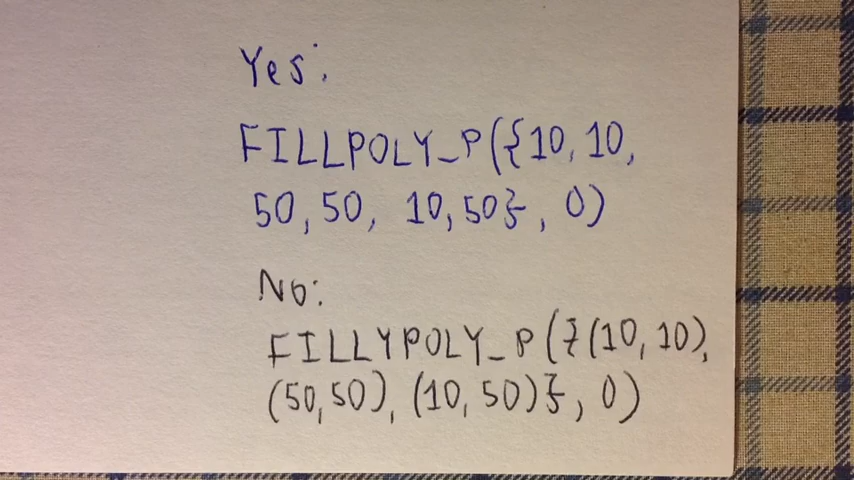 Yes:
FILLPOLY_P({10,10,
50,50, 10,50}, 0)
No:
FILLYPOLY_P({(10,10),
(50,50), (10,50)}, 0)